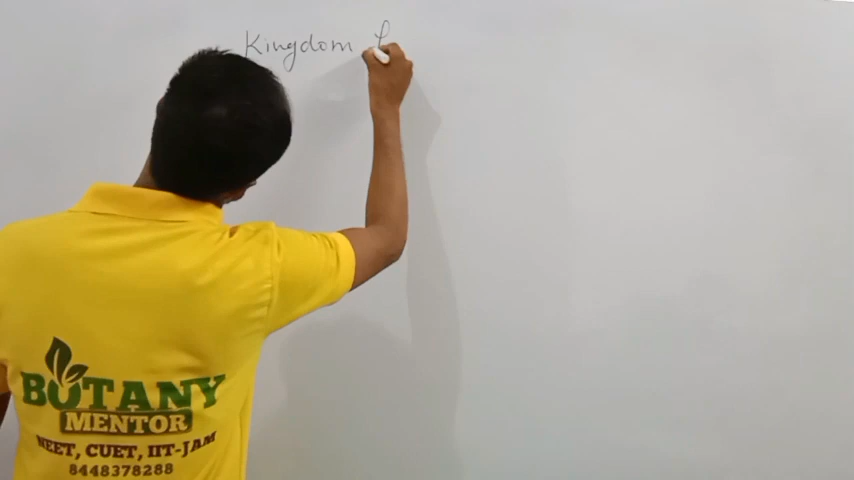 Kingdom
BOTANY
MENTOR
NEET, CUET, IIT-JAM
8448378288